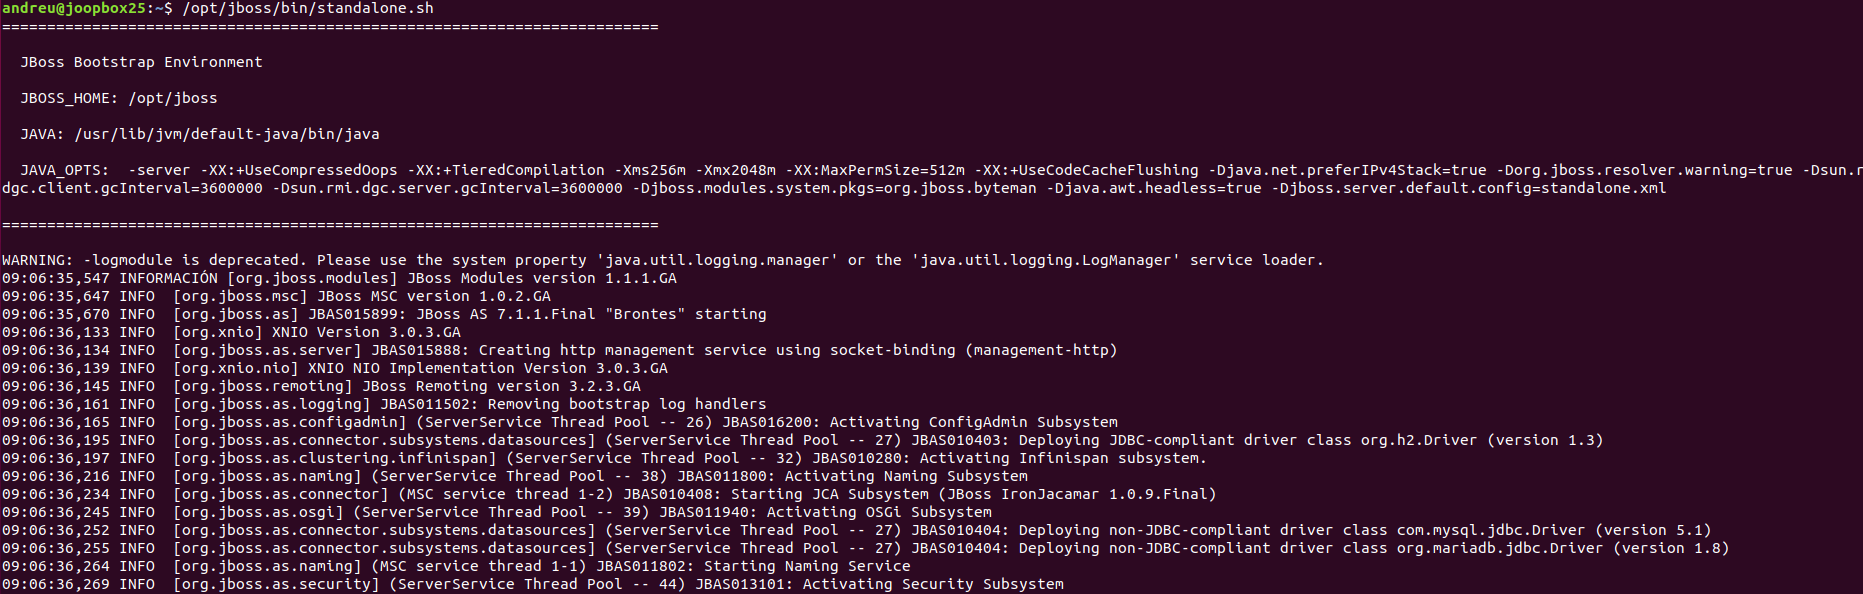 andreu@joopbox25:~$ /opt/jboss/bin/standalone.sh
=========================================================================
JBoss Bootstrap Environment
JBOSS_HOME: /opt/jboss
JAVA: /usr/lib/jvm/default-java/bin/java
JAVA_OPTS:  -server -XX:+UseCompressedOops -XX:+TieredCompilation -Xms256m -Xmx2048m -XX:MaxPermSize=512m -XX:+UseCodeCacheFlushing -Djava.net.preferIPv4Stack=true -Dorg.jboss.resolver.warning=true -Dsun.r
dgc.client.gcInterval=3600000 -Dsun.rmi.dgc.server.gcInterval=3600000 -Djboss.modules.system.pkgs=org.jboss.byteman -Djava.awt.headless=true -Djboss.server.default.config=standalone.xml
=========================================================================
WARNING: -logmodule is deprecated. Please use the system property 'java.util.logging.manager' or the 'java.util.logging.LogManager' service loader.
09:06:35,547 INFORMACIÓN [org.jboss.modules] JBoss Modules version 1.1.1.GA
09:06:35,647 INFO  [org.jboss.msc] JBoss MSC version 1.0.2.GA
09:06:35,670 INFO  [org.jboss.as] JBAS015899: JBoss AS 7.1.1.Final "Brontes" starting
09:06:36,133 INFO  [org.xnio] XNIO Version 3.0.3.GA
09:06:36,134 INFO  [org.jboss.as.server] JBAS015888: Creating http management service using socket-binding (management-http)
09:06:36,139 INFO  [org.xnio.nio] XNIO NIO Implementation Version 3.0.3.GA
09:06:36,145 INFO  [org.jboss.remoting] JBoss Remoting version 3.2.3.GA
09:06:36,161 INFO  [org.jboss.as.logging] JBAS011502: Removing bootstrap log handlers
09:06:36,165 INFO  [org.jboss.as.configadmin] (ServerService Thread Pool -- 26) JBAS016200: Activating ConfigAdmin Subsystem
09:06:36,195 INFO  [org.jboss.as.connector.subsystems.datasources] (ServerService Thread Pool -- 27) JBAS010403: Deploying JDBC-compliant driver class org.h2.Driver (version 1.3)
09:06:36,197 INFO  [org.jboss.as.clustering.infinispan] (ServerService Thread Pool -- 32) JBAS010280: Activating Infinispan subsystem.
09:06:36,216 INFO  [org.jboss.as.naming] (ServerService Thread Pool -- 38) JBAS011800: Activating Naming Subsystem
09:06:36,234 INFO  [org.jboss.as.connector] (MSC service thread 1-2) JBAS010408: Starting JCA Subsystem (JBoss IronJacamar 1.0.9.Final)
09:06:36,245 INFO  [org.jboss.as.osgi] (ServerService Thread Pool -- 39) JBAS011940: Activating OSGi Subsystem
09:06:36,252 INFO  [org.jboss.as.connector.subsystems.datasources] (ServerService Thread Pool -- 27) JBAS010404: Deploying non-JDBC-compliant driver class com.mysql.jdbc.Driver (version 5.1)
09:06:36,255 INFO  [org.jboss.as.connector.subsystems.datasources] (ServerService Thread Pool -- 27) JBAS010404: Deploying non-JDBC-compliant driver class org.mariadb.jdbc.Driver (version 1.8)
09:06:36,264 INFO  [org.jboss.as.naming] (MSC service thread 1-1) JBAS011802: Starting Naming Service
09:06:36,269 INFO  [org.jboss.as.security] (ServerService Thread Pool -- 44) JBAS013101: Activating Security Subsystem